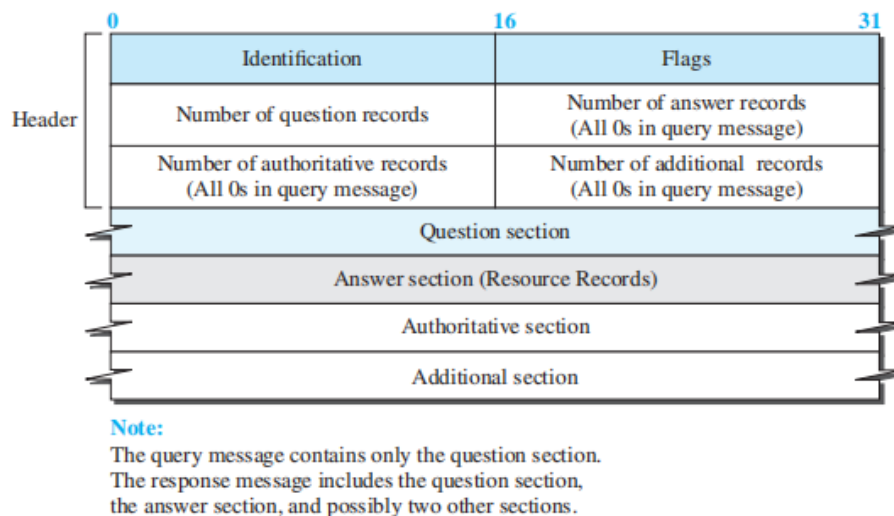 0 16 31
Identification Flags
Header
Number of question records
Number of answer records
(All 0s in query message)
Number of authoritative records
(All 0s in query message)
Number of additional records
(All 0s in query message)
Question section
Answer section (Resource Records)
Authoritative section
Additional section
Note:
The query message contains only the question section.
The response message includes the question section,
the answer section, and possibly two other sections.